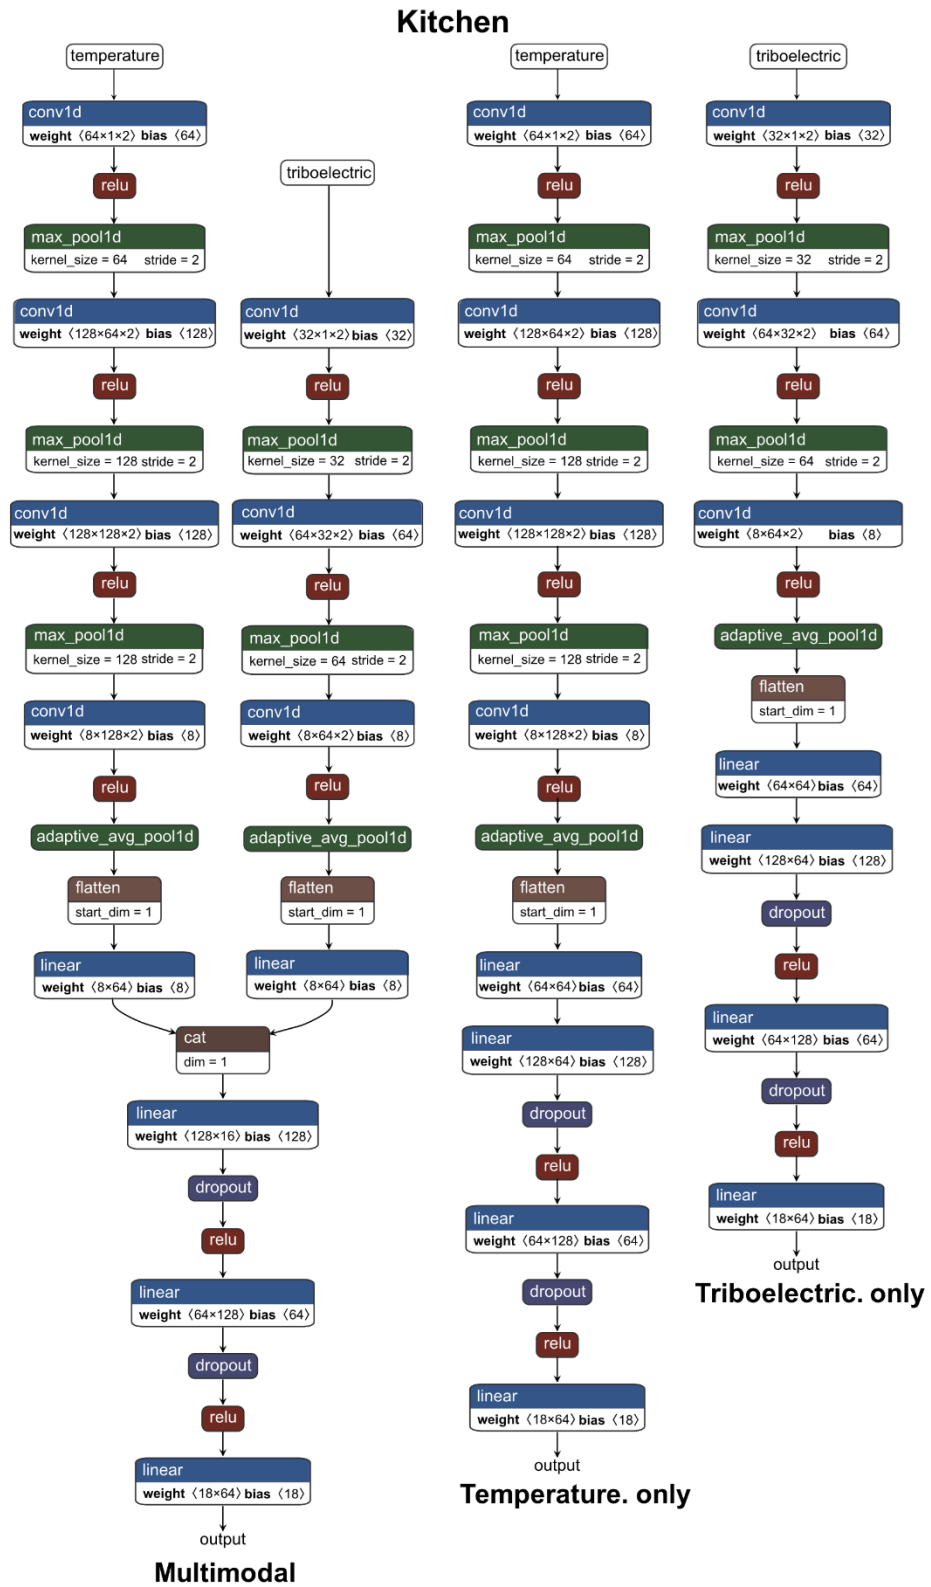 Kitchen
temperature
conv1d
weight ⟨64×1×2⟩ bias ⟨64⟩
relu
max_pool1d
kernel_size = 64 stride = 2
conv1d
weight ⟨128×64×2⟩ bias ⟨128⟩
relu
max_pool1d
kernel_size = 128 stride = 2
conv1d
weight ⟨128×128×2⟩ bias ⟨128⟩
relu
max_pool1d
kernel_size = 128 stride = 2
conv1d
weight ⟨8×128×2⟩ bias ⟨8⟩
relu
adaptive_avg_pool1d
flatten
start_dim = 1
linear
weight ⟨8×64⟩ bias ⟨8⟩
triboelectric
conv1d
weight ⟨32×1×2⟩ bias ⟨32⟩
relu
max_pool1d
kernel_size = 32 stride = 2
conv1d
weight ⟨64×32×2⟩ bias ⟨64⟩
relu
max_pool1d
kernel_size = 64 stride = 2
conv1d
weight ⟨8×64×2⟩ bias ⟨8⟩
relu
adaptive_avg_pool1d
flatten
start_dim = 1
linear
weight ⟨8×64⟩ bias ⟨8⟩
cat
dim = 1
linear
weight ⟨128×16⟩ bias ⟨128⟩
dropout
relu
linear
weight ⟨64×128⟩ bias ⟨64⟩
dropout
relu
linear
weight ⟨18×64⟩ bias ⟨18⟩
output
Multimodal
temperature
conv1d
weight ⟨64×1×2⟩ bias ⟨64⟩
relu
max_pool1d
kernel_size = 64 stride = 2
conv1d
weight ⟨128×64×2⟩ bias ⟨128⟩
relu
max_pool1d
kernel_size = 128 stride = 2
conv1d
weight ⟨128×128×2⟩ bias ⟨128⟩
relu
max_pool1d
kernel_size = 128 stride = 2
conv1d
weight ⟨8×128×2⟩ bias ⟨8⟩
relu
adaptive_avg_pool1d
flatten
start_dim = 1
linear
weight ⟨64×64⟩ bias ⟨64⟩
linear
weight ⟨128×64⟩ bias ⟨128⟩
dropout
relu
linear
weight ⟨64×128⟩ bias ⟨64⟩
dropout
relu
linear
weight ⟨18×64⟩ bias ⟨18⟩
output
Temperature. only
triboelectric
conv1d
weight ⟨32×1×2⟩ bias ⟨32⟩
relu
max_pool1d
kernel_size = 32 stride = 2
conv1d
weight ⟨64×32×2⟩ bias ⟨64⟩
relu
max_pool1d
kernel_size = 64 stride = 2
conv1d
weight ⟨8×64×2⟩ bias ⟨8⟩
relu
adaptive_avg_pool1d
flatten
start_dim = 1
linear
weight ⟨64×64⟩ bias ⟨64⟩
linear
weight ⟨128×64⟩ bias ⟨128⟩
dropout
relu
linear
weight ⟨64×128⟩ bias ⟨64⟩
dropout
relu
linear
weight ⟨18×64⟩ bias ⟨18⟩
output
Triboelectric. only